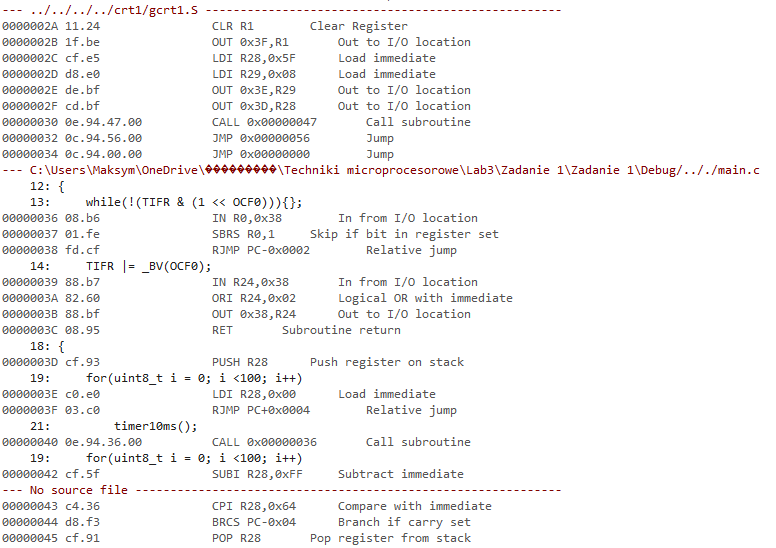 --- ../../../../crt1/gcrt1.S ---------------------------------------------------
0000002A 11.24 CLR R1 Clear Register
0000002B 1f.be OUT 0x3F,R1 Out to I/O location
0000002C cf.e5 LDI R28,0x5F Load immediate
0000002D d8.e0 LDI R29,0x08 Load immediate
0000002E de.bf OUT 0x3E,R29 Out to I/O location
0000002F cd.bf OUT 0x3D,R28 Out to I/O location
00000030 0e.94.47.00 CALL 0x00000047 Call subroutine
00000032 0c.94.56.00 JMP 0x00000056 Jump
00000034 0c.94.00.00 JMP 0x00000000 Jump
--- C:\Users\Maksym\OneDrive\���������\Techniki microprocesorowe\Lab3\Zadanie 1\Zadanie 1\Debug/.././main.c
12: {
13: while(!(TIFR & (1 << OCF0))){};
00000036 08.b6 IN R0,0x38 In from I/O location
00000037 01.fe SBRS R0,1 Skip if bit in register set
00000038 fd.cf RJMP PC-0x0002 Relative jump
14: TIFR |= _BV(OCF0);
00000039 88.b7 IN R24,0x38 In from I/O location
0000003A 82.60 ORI R24,0x02 Logical OR with immediate
0000003B 88.bf OUT 0x38,R24 Out to I/O location
0000003C 08.95 RET Subroutine return
18: {
0000003D cf.93 PUSH R28 Push register on stack
19: for(uint8_t i = 0; i <100; i++)
0000003E c0.e0 LDI R28,0x00 Load immediate
0000003F 03.c0 RJMP PC+0x0004 Relative jump
21: timer10ms();
00000040 0e.94.36.00 CALL 0x00000036 Call subroutine
19: for(uint8_t i = 0; i <100; i++)
00000042 cf.5f SUBI R28,0xFF Subtract immediate
--- No source file -------------------------------------------------------------
00000043 c4.36 CPI R28,0x64 Compare with immediate
00000044 d8.f3 BRCS PC-0x04 Branch if carry set
00000045 cf.91 POP R28 Pop register from stack